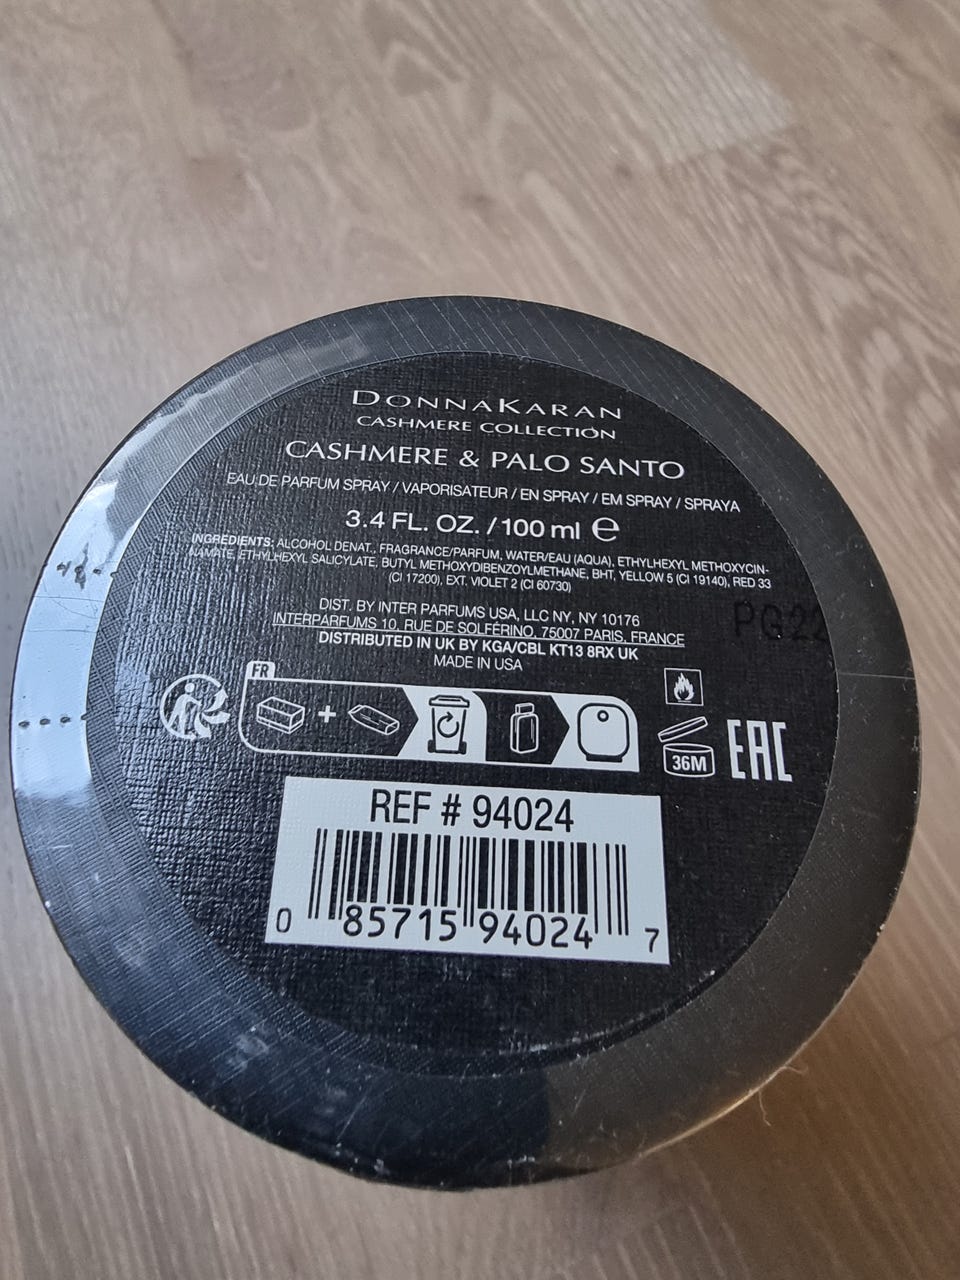 DONNAKARAN
CASHMERE COLLECTION
CASHMERE & PALO SANTO
EAU DE PARFUM SPRAY / VAPORISATEUR / EN SPRAY / EM SPRAY / SPRAYA
3.4 FL. OZ. / 100 ml ℮
INGREDIENTS: ALCOHOL DENAT., FRAGRANCE/PARFUM, WATER/EAU (AQUA), ETHYLHEXYL METHOXYCIN-
NAMATE, ETHYLHEXYL SALICYLATE, BUTYL METHOXYDIBENZOYLMETHANE, BHT, YELLOW 5 (CI 19140), RED 33
(CI 17200), EXT. VIOLET 2 (CI 60730)
PG22
DIST. BY INTER PARFUMS USA, LLC NY, NY 10176
INTERPARFUMS 10, RUE DE SOLFÉRINO, 75007 PARIS, FRANCE
DISTRIBUTED IN UK BY KGA/CBL KT13 8RX UK
MADE IN USA
FR
+
36M
EAC
REF # 94024
0 85715 94024 7